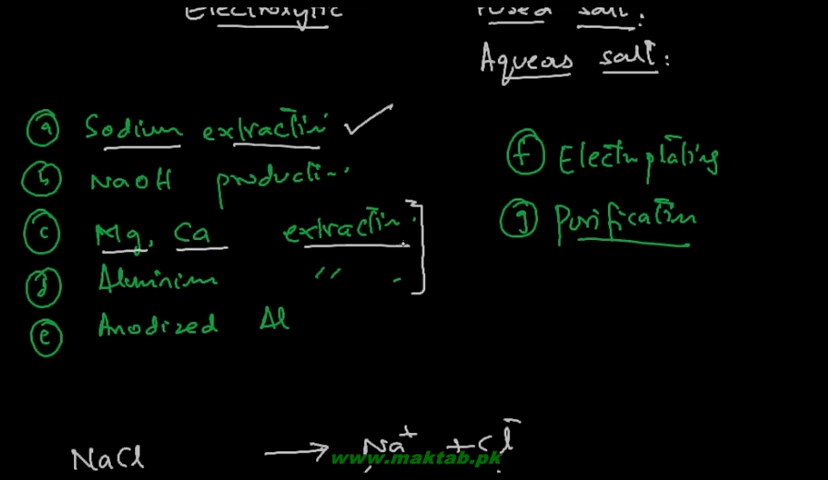 Electrolytic
Fused salt:
Aqueos salt:
a Sodium extraction ✓
b NaOH production
c Mg, Ca extraction
d Aluminium " .
e Anodized Al
f Electroplating
g Purification
NaCl → Na+ + Cl-
www.maktab.pk